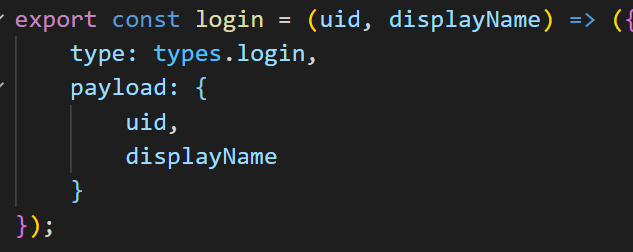 export const login = (uid, displayName) => ({
    type: types.login,
    payload: {
        uid,
        displayName
    }
});